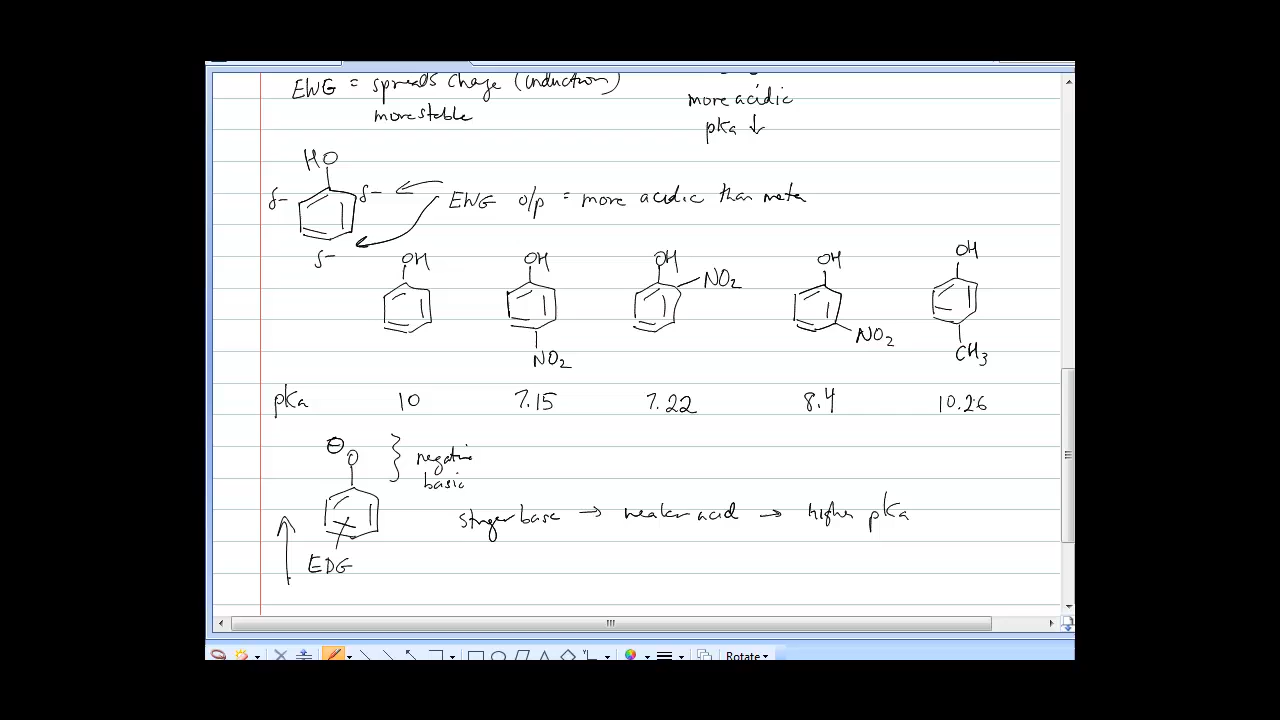 EWG = spreads charge (induction)
more stable
more acidic
pKa ↓
HO
δ-
δ-
EWG o/p = more acidic than meta
δ-
OH
OH
OH
OH
OH
NO2
NO2
NO2
CH3
pKa 10 7.15 7.22 8.4 10.26
⊖
O
negative
basic
stronger base → weaker acid → higher pKa
EDG
Rotate